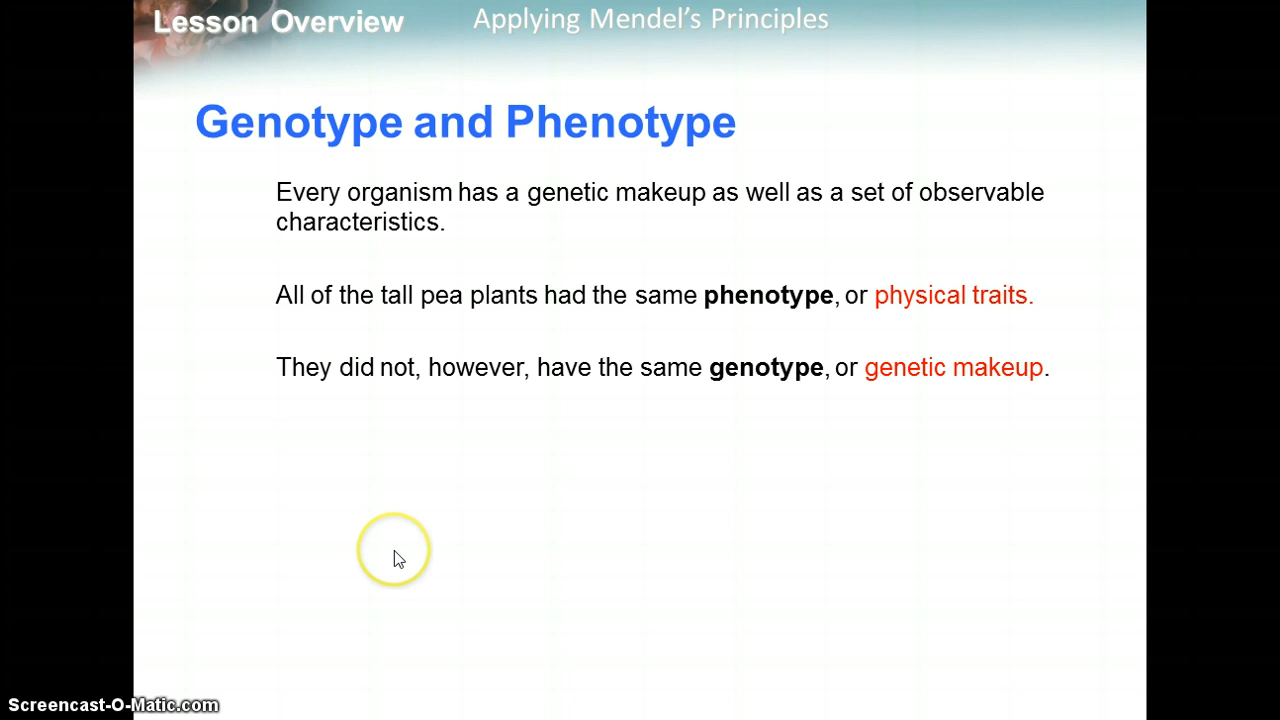 Lesson Overview Applying Mendel’s Principles
Genotype and Phenotype
Every organism has a genetic makeup as well as a set of observable
characteristics.
All of the tall pea plants had the same phenotype, or physical traits.
They did not, however, have the same genotype, or genetic makeup.
Screencast-O-Matic.com